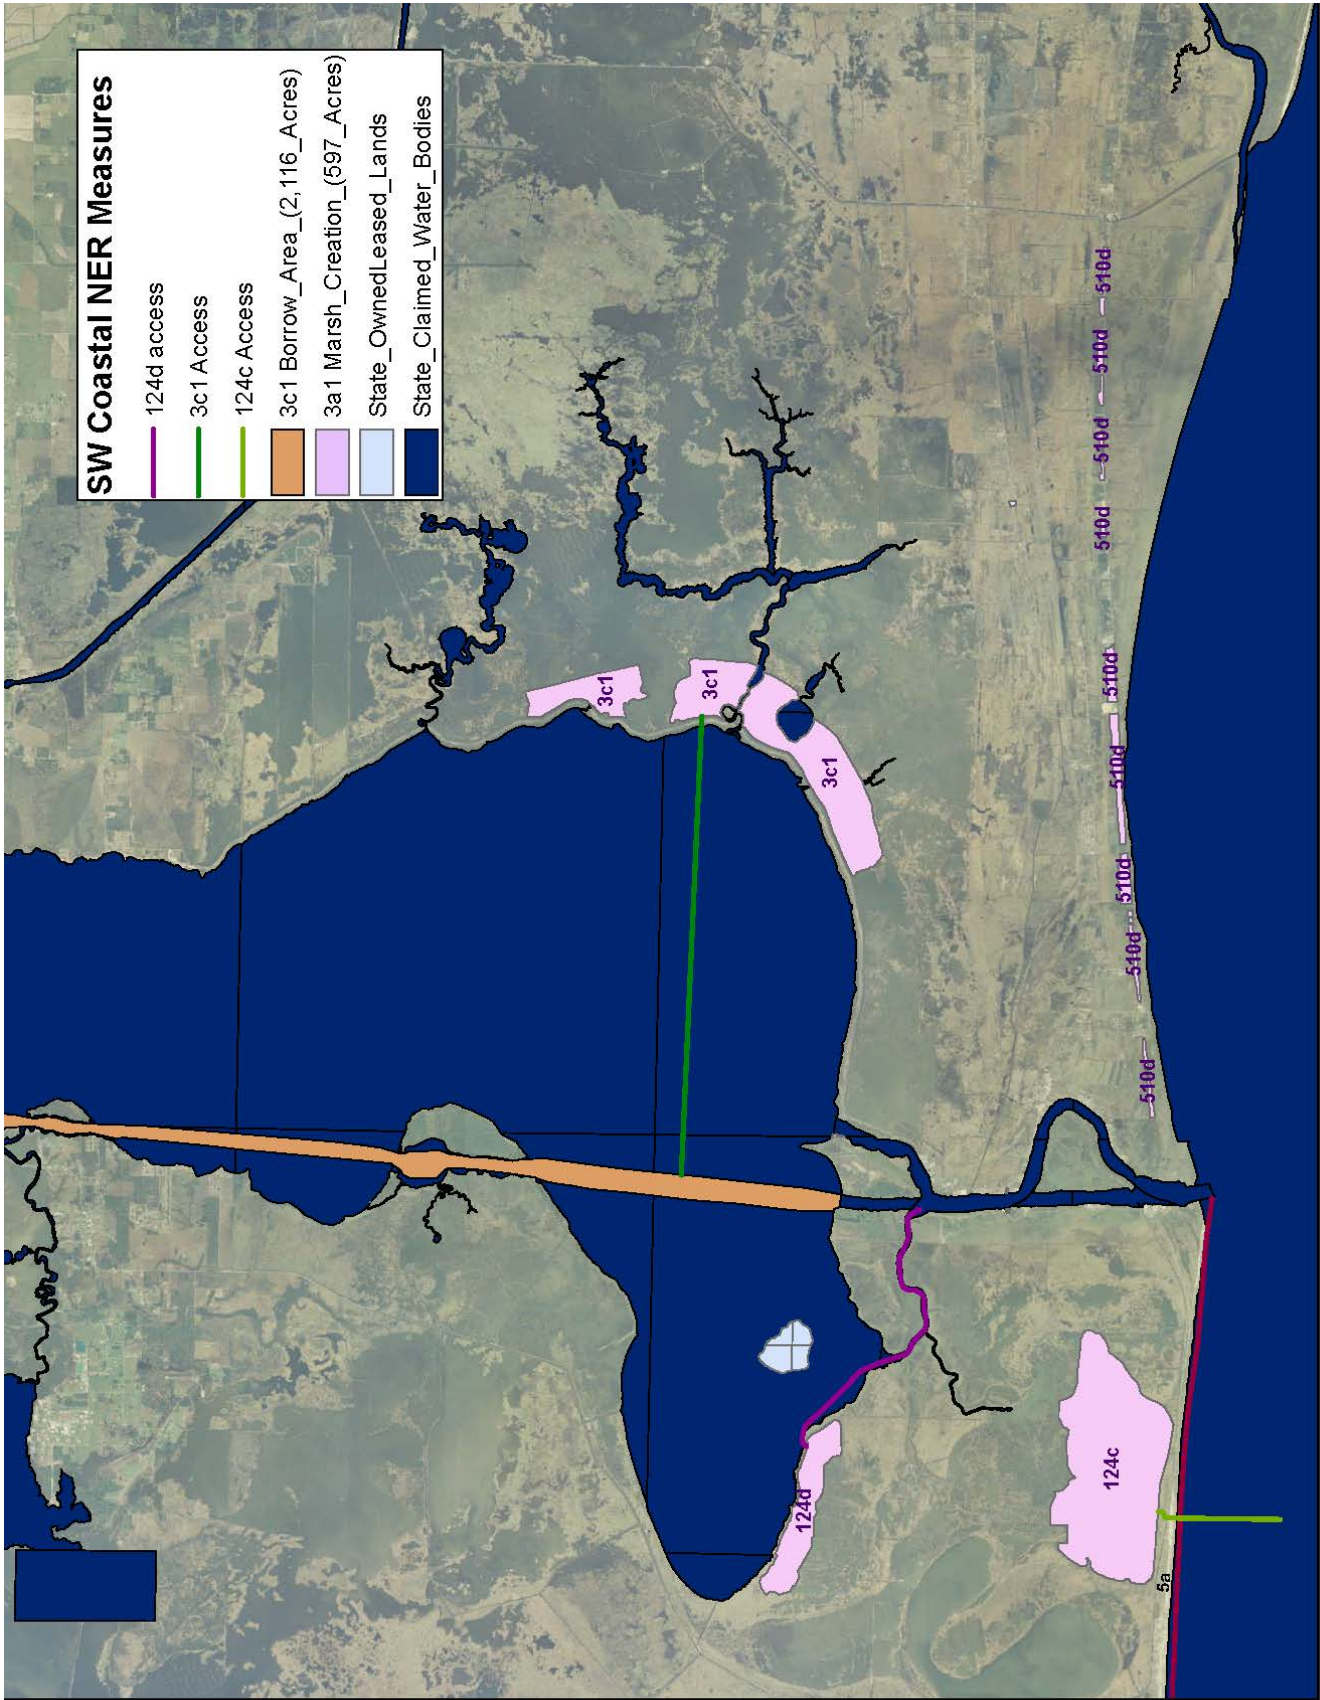 SW Coastal NER Measures
124d access
3c1 Access
124c Access
3c1 Borrow_Area_(2,116_Acres)
3a1 Marsh_Creation_(597_Acres)
State_OwnedLeased_Lands
State_Claimed_Water_Bodies
3c1
3c1
3c1
124d
124c
5a
510d
510d
510d
510d
510d
510d
510d
510d
510d